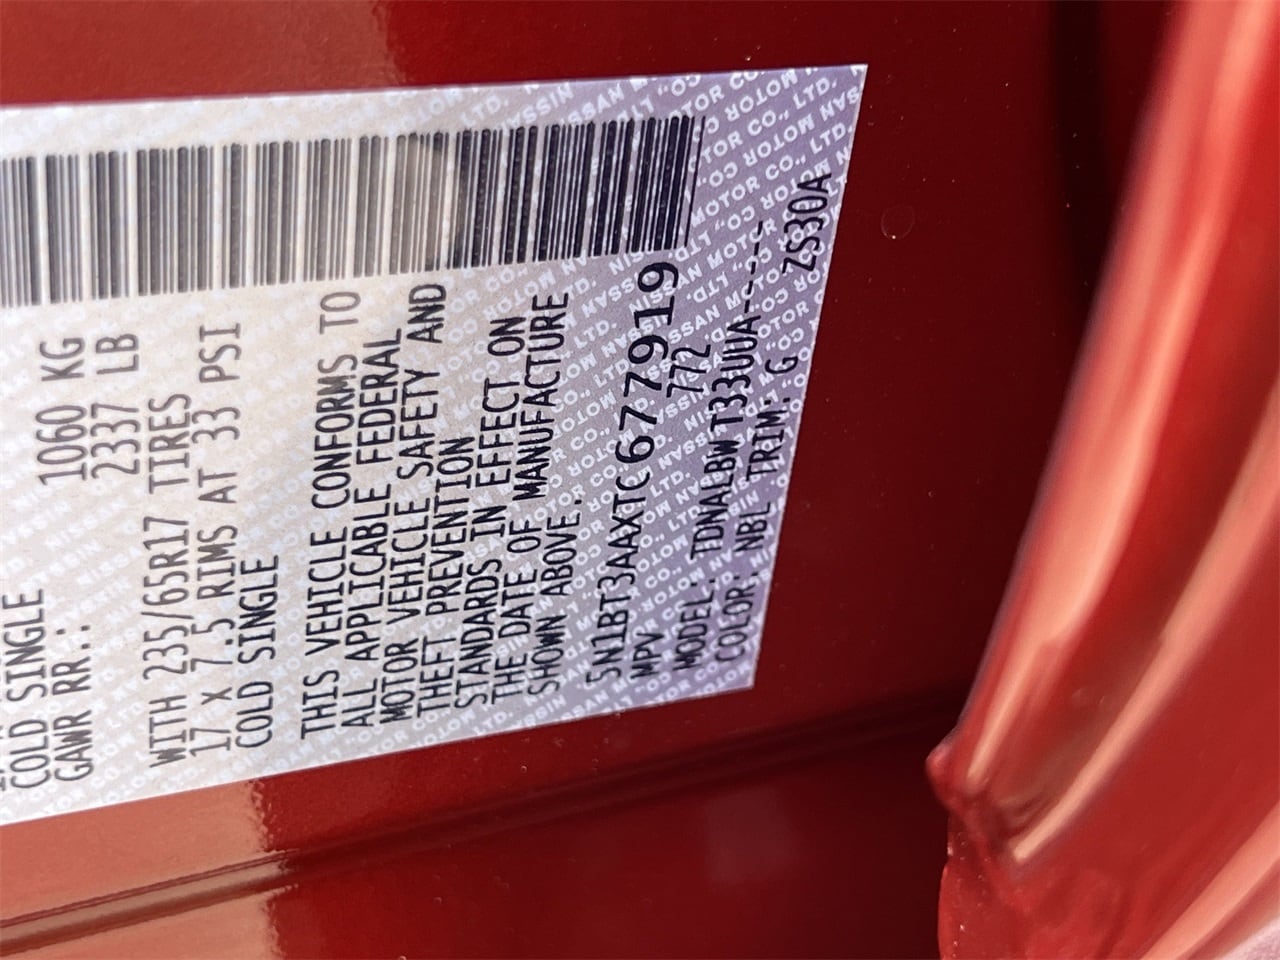 COLD SINGLE
GAWR RR.: 1060 KG
2337 LB
WITH 235/65R17 TIRES
17 x 7.5 RIMS AT 33 PSI
COLD SINGLE
THIS VEHICLE CONFORMS TO
ALL APPLICABLE FEDERAL
MOTOR VEHICLE SAFETY AND
THEFT PREVENTION
STANDARDS IN EFFECT ON
THE DATE OF MANUFACTURE
SHOWN ABOVE.
5N1BT3AAXTC677919
MPV 772
MODEL: TDNALBW T33UUA-----
COLOR: NBL TRIM: G ZS30A